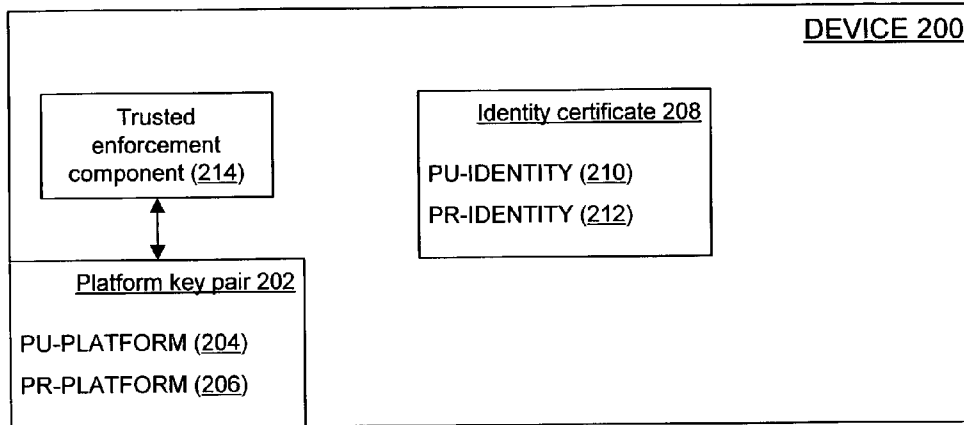 DEVICE 200
Trusted
enforcement
component (214)
Identity certificate 208
PU-IDENTITY (210)
PR-IDENTITY (212)
Platform key pair 202
PU-PLATFORM (204)
PR-PLATFORM (206)